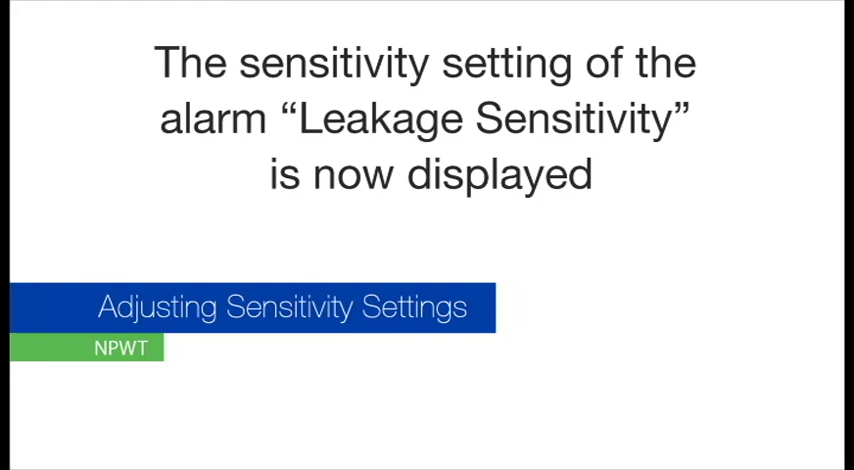 The sensitivity setting of the
alarm “Leakage Sensitivity”
is now displayed
Adjusting Sensitivity Settings
NPWT